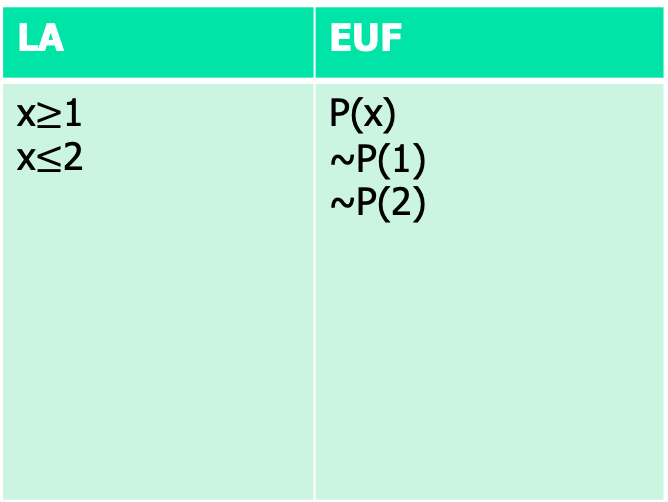 LA
EUF
x≥1
x≤2
P(x)
~P(1)
~P(2)